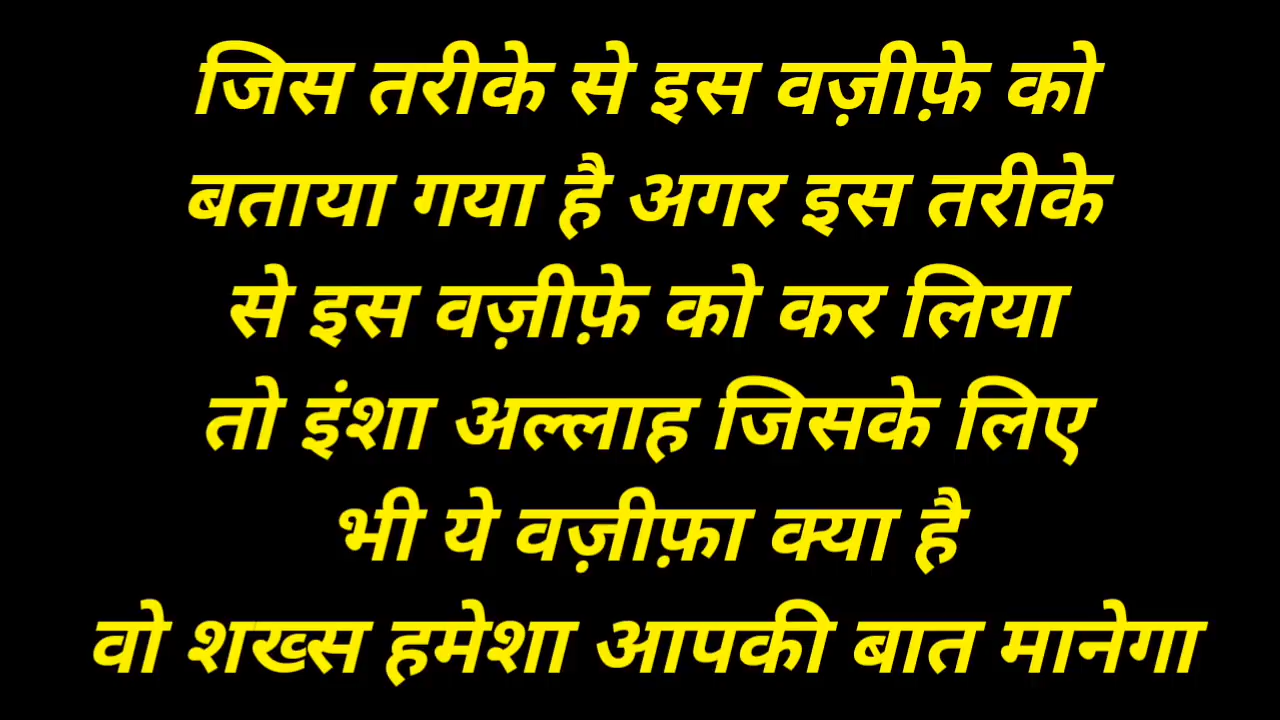 जिस तरीके से इस वज़ीफ़े को
बताया गया है अगर इस तरीके
से इस वज़ीफ़े को कर लिया
तो इंशा अल्लाह जिसके लिए
भी ये वज़ीफ़ा क्या है
वो शख्स हमेशा आपकी बात मानेगा